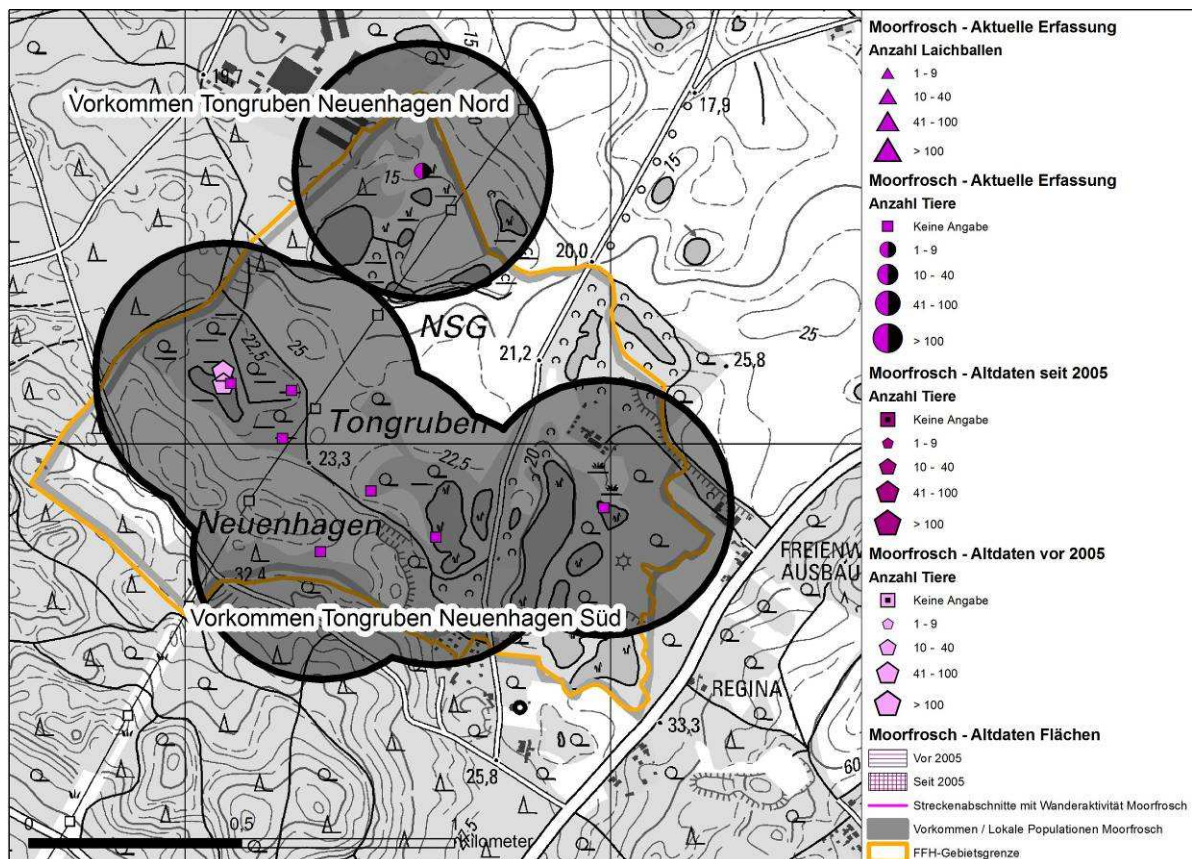 19,7
15
Vorkommen Tongruben Neuenhagen Nord
17,9
15
15
20,0
NSG
25
22,5
25
21,2
25,8
Tongruben
20
23,3
22,5
Neuenhagen
FREIENW
AUSBAU
32,4
Vorkommen Tongruben Neuenhagen Süd
REGINA
33,3
25,8
60
0
0,5
1
1,5
Kilometer
Moorfrosch - Aktuelle Erfassung
Anzahl Laichballen
1 - 9
10 - 40
41 - 100
> 100
Moorfrosch - Aktuelle Erfassung
Anzahl Tiere
Keine Angabe
1 - 9
10 - 40
41 - 100
> 100
Moorfrosch - Altdaten seit 2005
Anzahl Tiere
Keine Angabe
1 - 9
10 - 40
41 - 100
> 100
Moorfrosch - Altdaten vor 2005
Anzahl Tiere
Keine Angabe
1 - 9
10 - 40
41 - 100
> 100
Moorfrosch - Altdaten Flächen
Vor 2005
Seit 2005
Streckenabschnitte mit Wanderaktivität Moorfrosch
Vorkommen / Lokale Populationen Moorfrosch
FFH-Gebietsgrenze